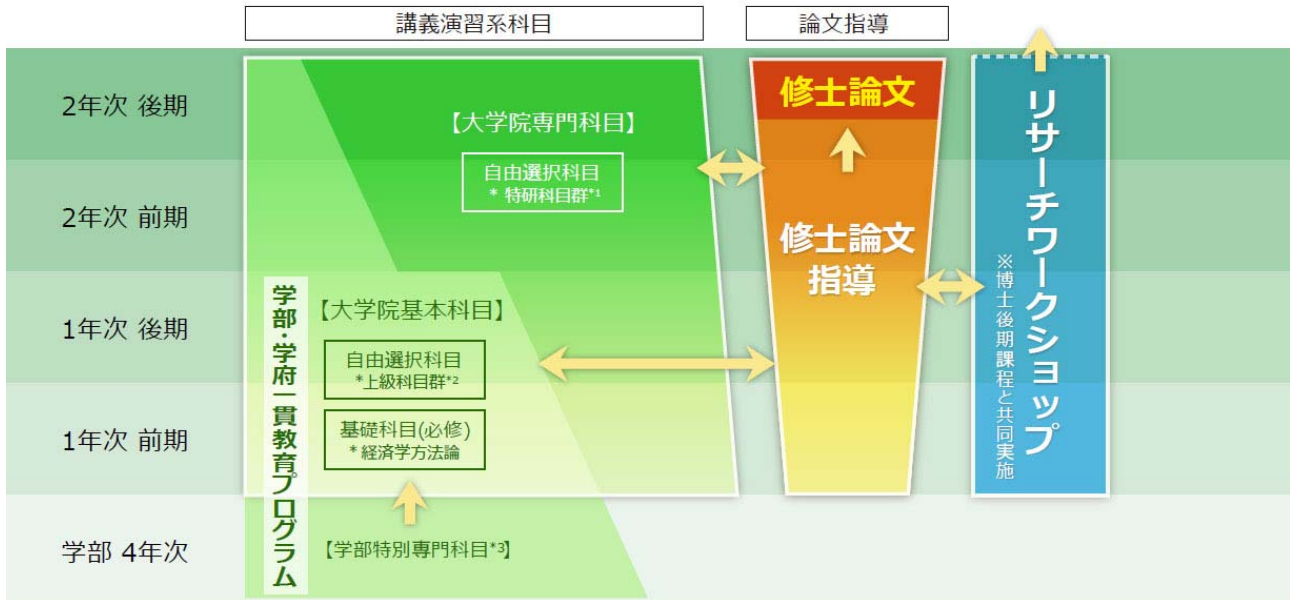 講義演習系科目
論文指導
2年次 後期
2年次 前期
1年次 後期
1年次 前期
学部 4年次
【大学院専門科目】
自由選択科目
* 特研科目群*1
学部・学府一貫教育プログラム
【大学院基本科目】
自由選択科目
*上級科目群*2
基礎科目(必修)
* 経済学方法論
【学部特別専門科目*3】
修士論文
修士論文
指導
リサーチワークショップ
※博士後期課程と共同実施